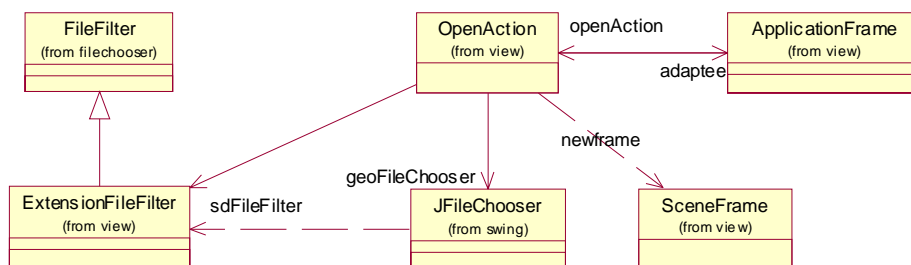 FileFilter
(from filechooser)
OpenAction
(from view)
openAction
adaptee
ApplicationFrame
(from view)
newframe
geoFileChooser
sdFileFilter
ExtensionFileFilter
(from view)
JFileChooser
(from swing)
SceneFrame
(from view)